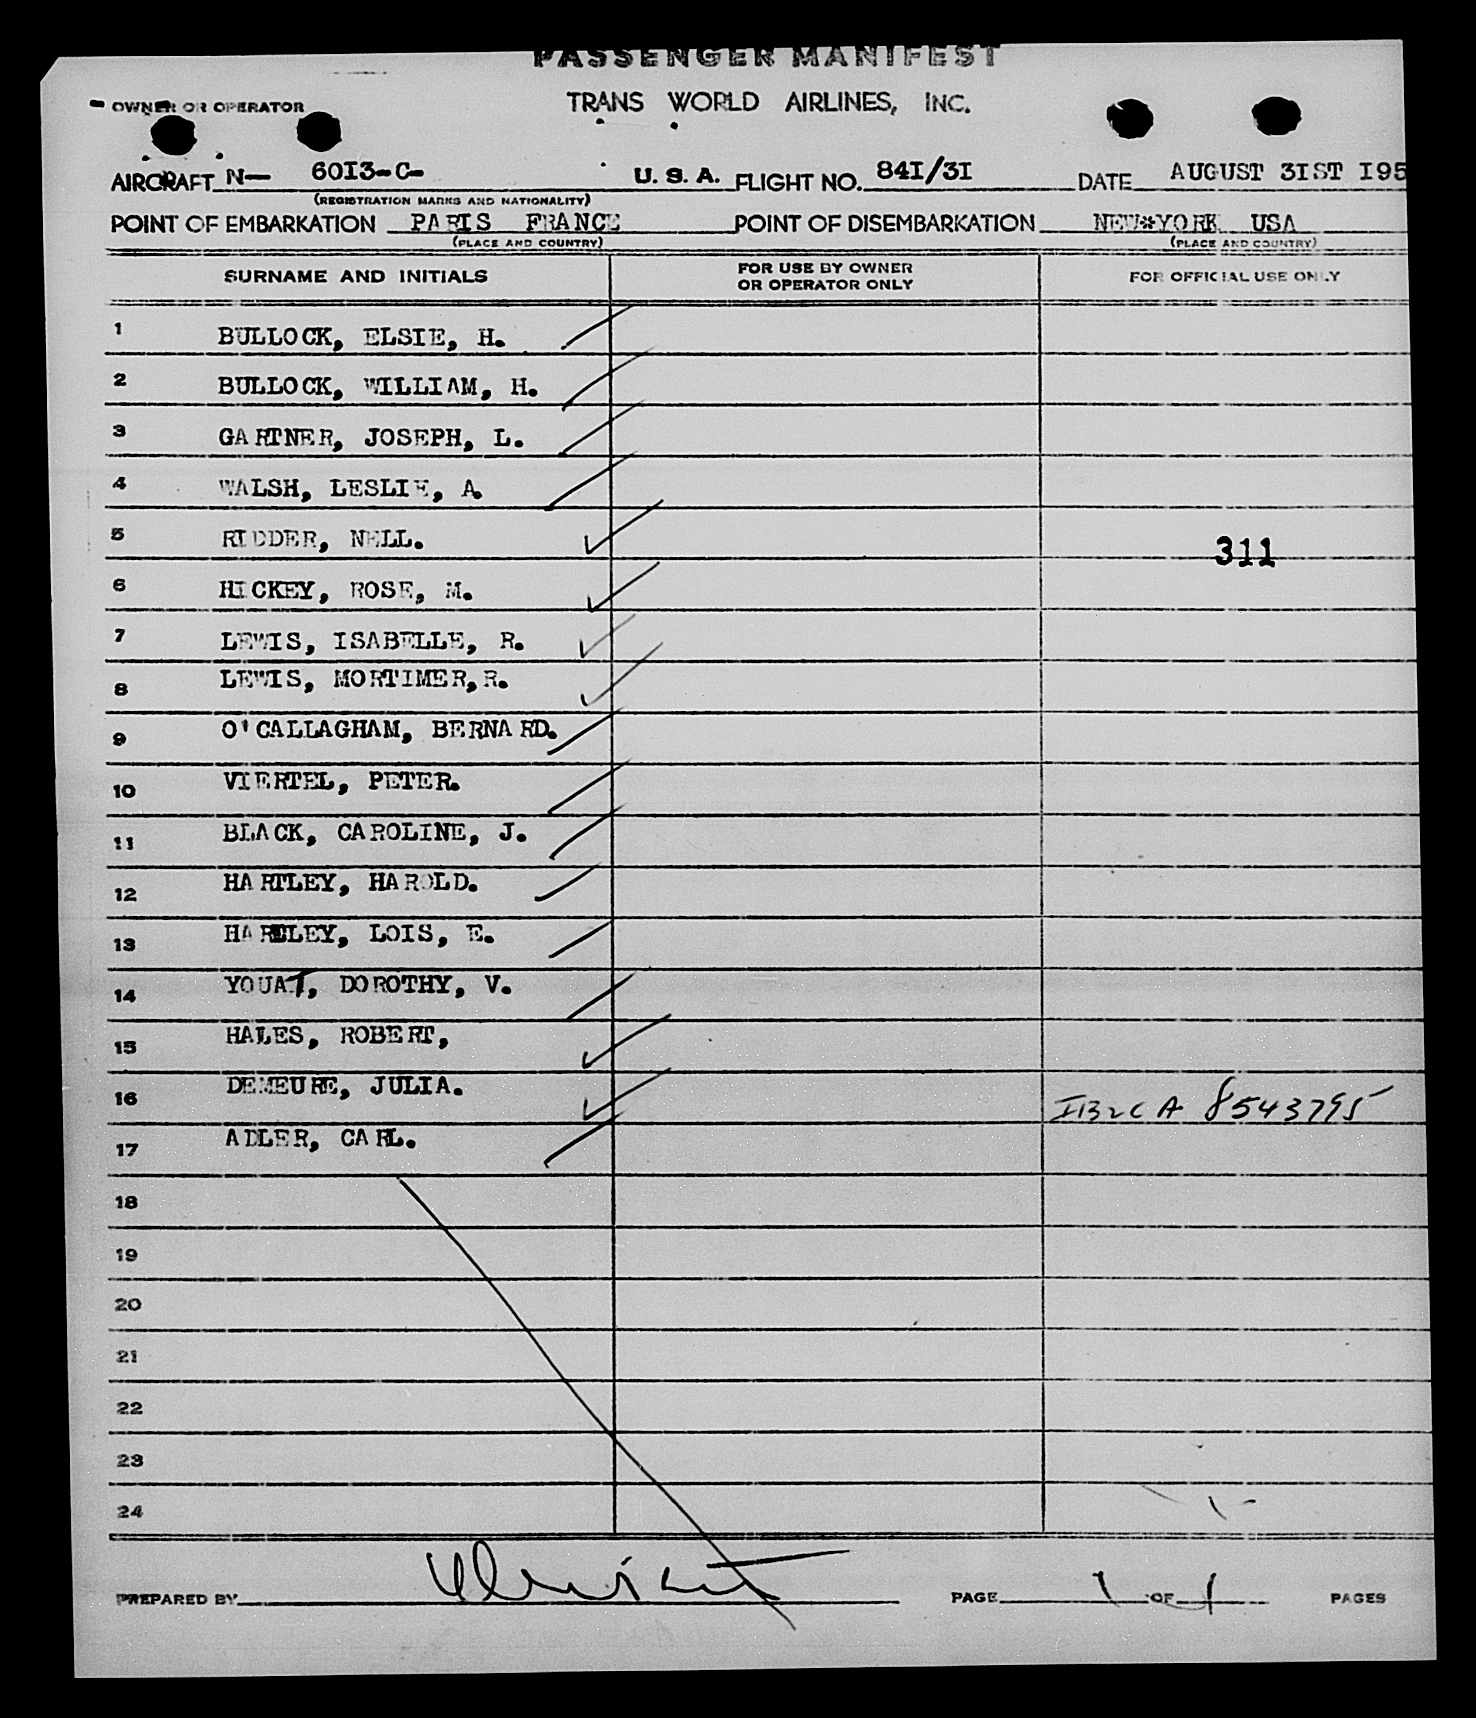 PASSENGER MANIFEST
OWNER OR OPERATOR TRANS WORLD AIRLINES, INC.
AIRCRAFT N— 60I3-C- U. S. A. FLIGHT NO. 84I/3I DATE AUGUST 3IST I95
(REGISTRATION MARKS AND NATIONALITY)
POINT OF EMBARKATION PARIS FRANCE POINT OF DISEMBARKATION NEW*YORK USA
(PLACE AND COUNTRY) (PLACE AND COUNTRY)
SURNAME AND INITIALS FOR USE BY OWNER OR OPERATOR ONLY FOR OFFICIAL USE ONLY
1 BULLOCK, ELSIE, H.
2 BULLOCK, WILLIAM, H.
3 GARTNER, JOSEPH, L.
4 WALSH, LESLIE, A.
5 RIDDER, NELL. 311
6 HICKEY, ROSE, M.
7 LEWIS, ISABELLE, R.
8 LEWIS, MORTIMER,R.
9 O'CALLAGHAM, BERNARD.
10 VIERTEL, PETER.
11 BLACK, CAROLINE, J.
12 HARTLEY, HAROLD.
13 HARTLEY, LOIS, E.
14 YOUAT, DOROTHY, V.
15 HALES, ROBERT,
16 DEMEURE, JULIA. A 8543795
17 ADLER, CARL.
18
19
20
21
22
23
24
PREPARED BY PAGE 1 OF 1 PAGES